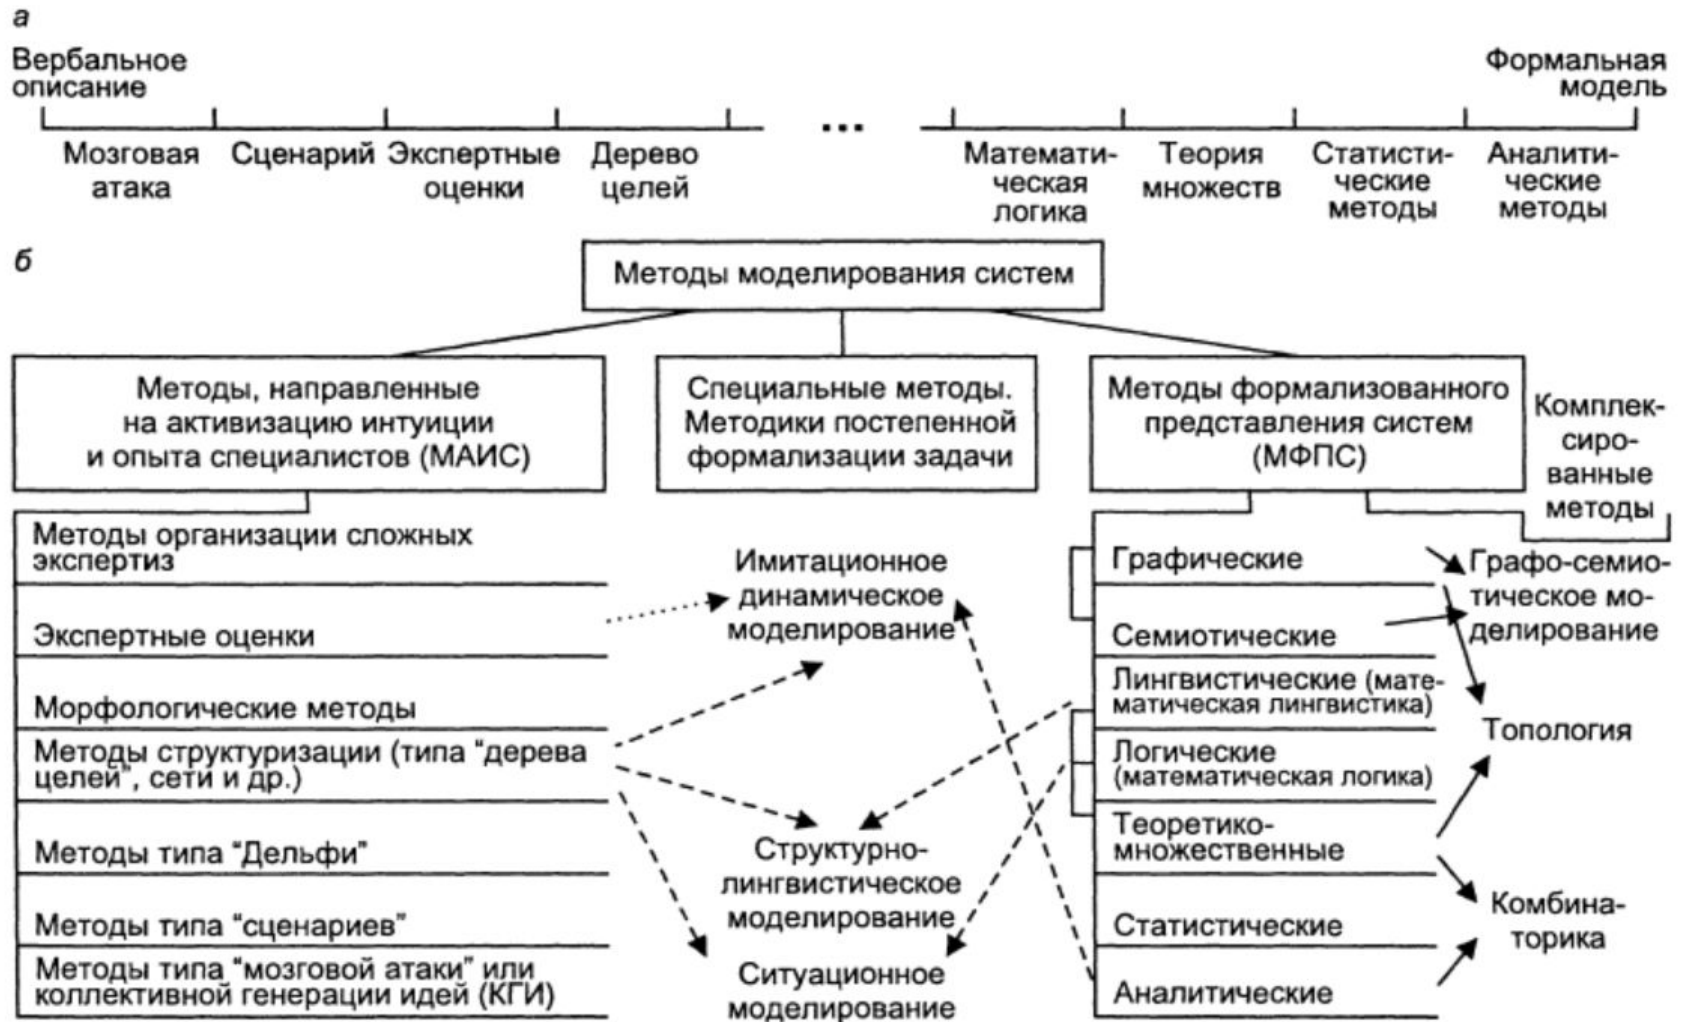 а
Вербальное
описание
Формальная
модель
...
Мозговая
атака
Сценарий
Экспертные
оценки
Дерево
целей
Математи-
ческая
логика
Теория
множеств
Статисти-
ческие
методы
Аналити-
ческие
методы
б
Методы моделирования систем
Методы, направленные
на активизацию интуиции
и опыта специалистов (МАИС)
Специальные методы.
Методики постепенной
формализации задачи
Методы формализованного
представления систем
(МФПС)
Комплек-
сиро-
ванные
методы
Методы организации сложных
экспертиз
Экспертные оценки
Морфологические методы
Методы структуризации (типа “дерева
целей”, сети и др.)
Методы типа “Дельфи”
Методы типа “сценариев”
Методы типа “мозговой атаки” или
коллективной генерации идей (КГИ)
Имитационное
динамическое
моделирование
Структурно-
лингвистическое
моделирование
Ситуационное
моделирование
Графические
Семиотические
Лингвистические (мате-
матическая лингвистика)
Логические
(математическая логика)
Теоретико-
множественные
Статистические
Аналитические
Графо-семио-
тическое мо-
делирование
Топология
Комбина-
торика